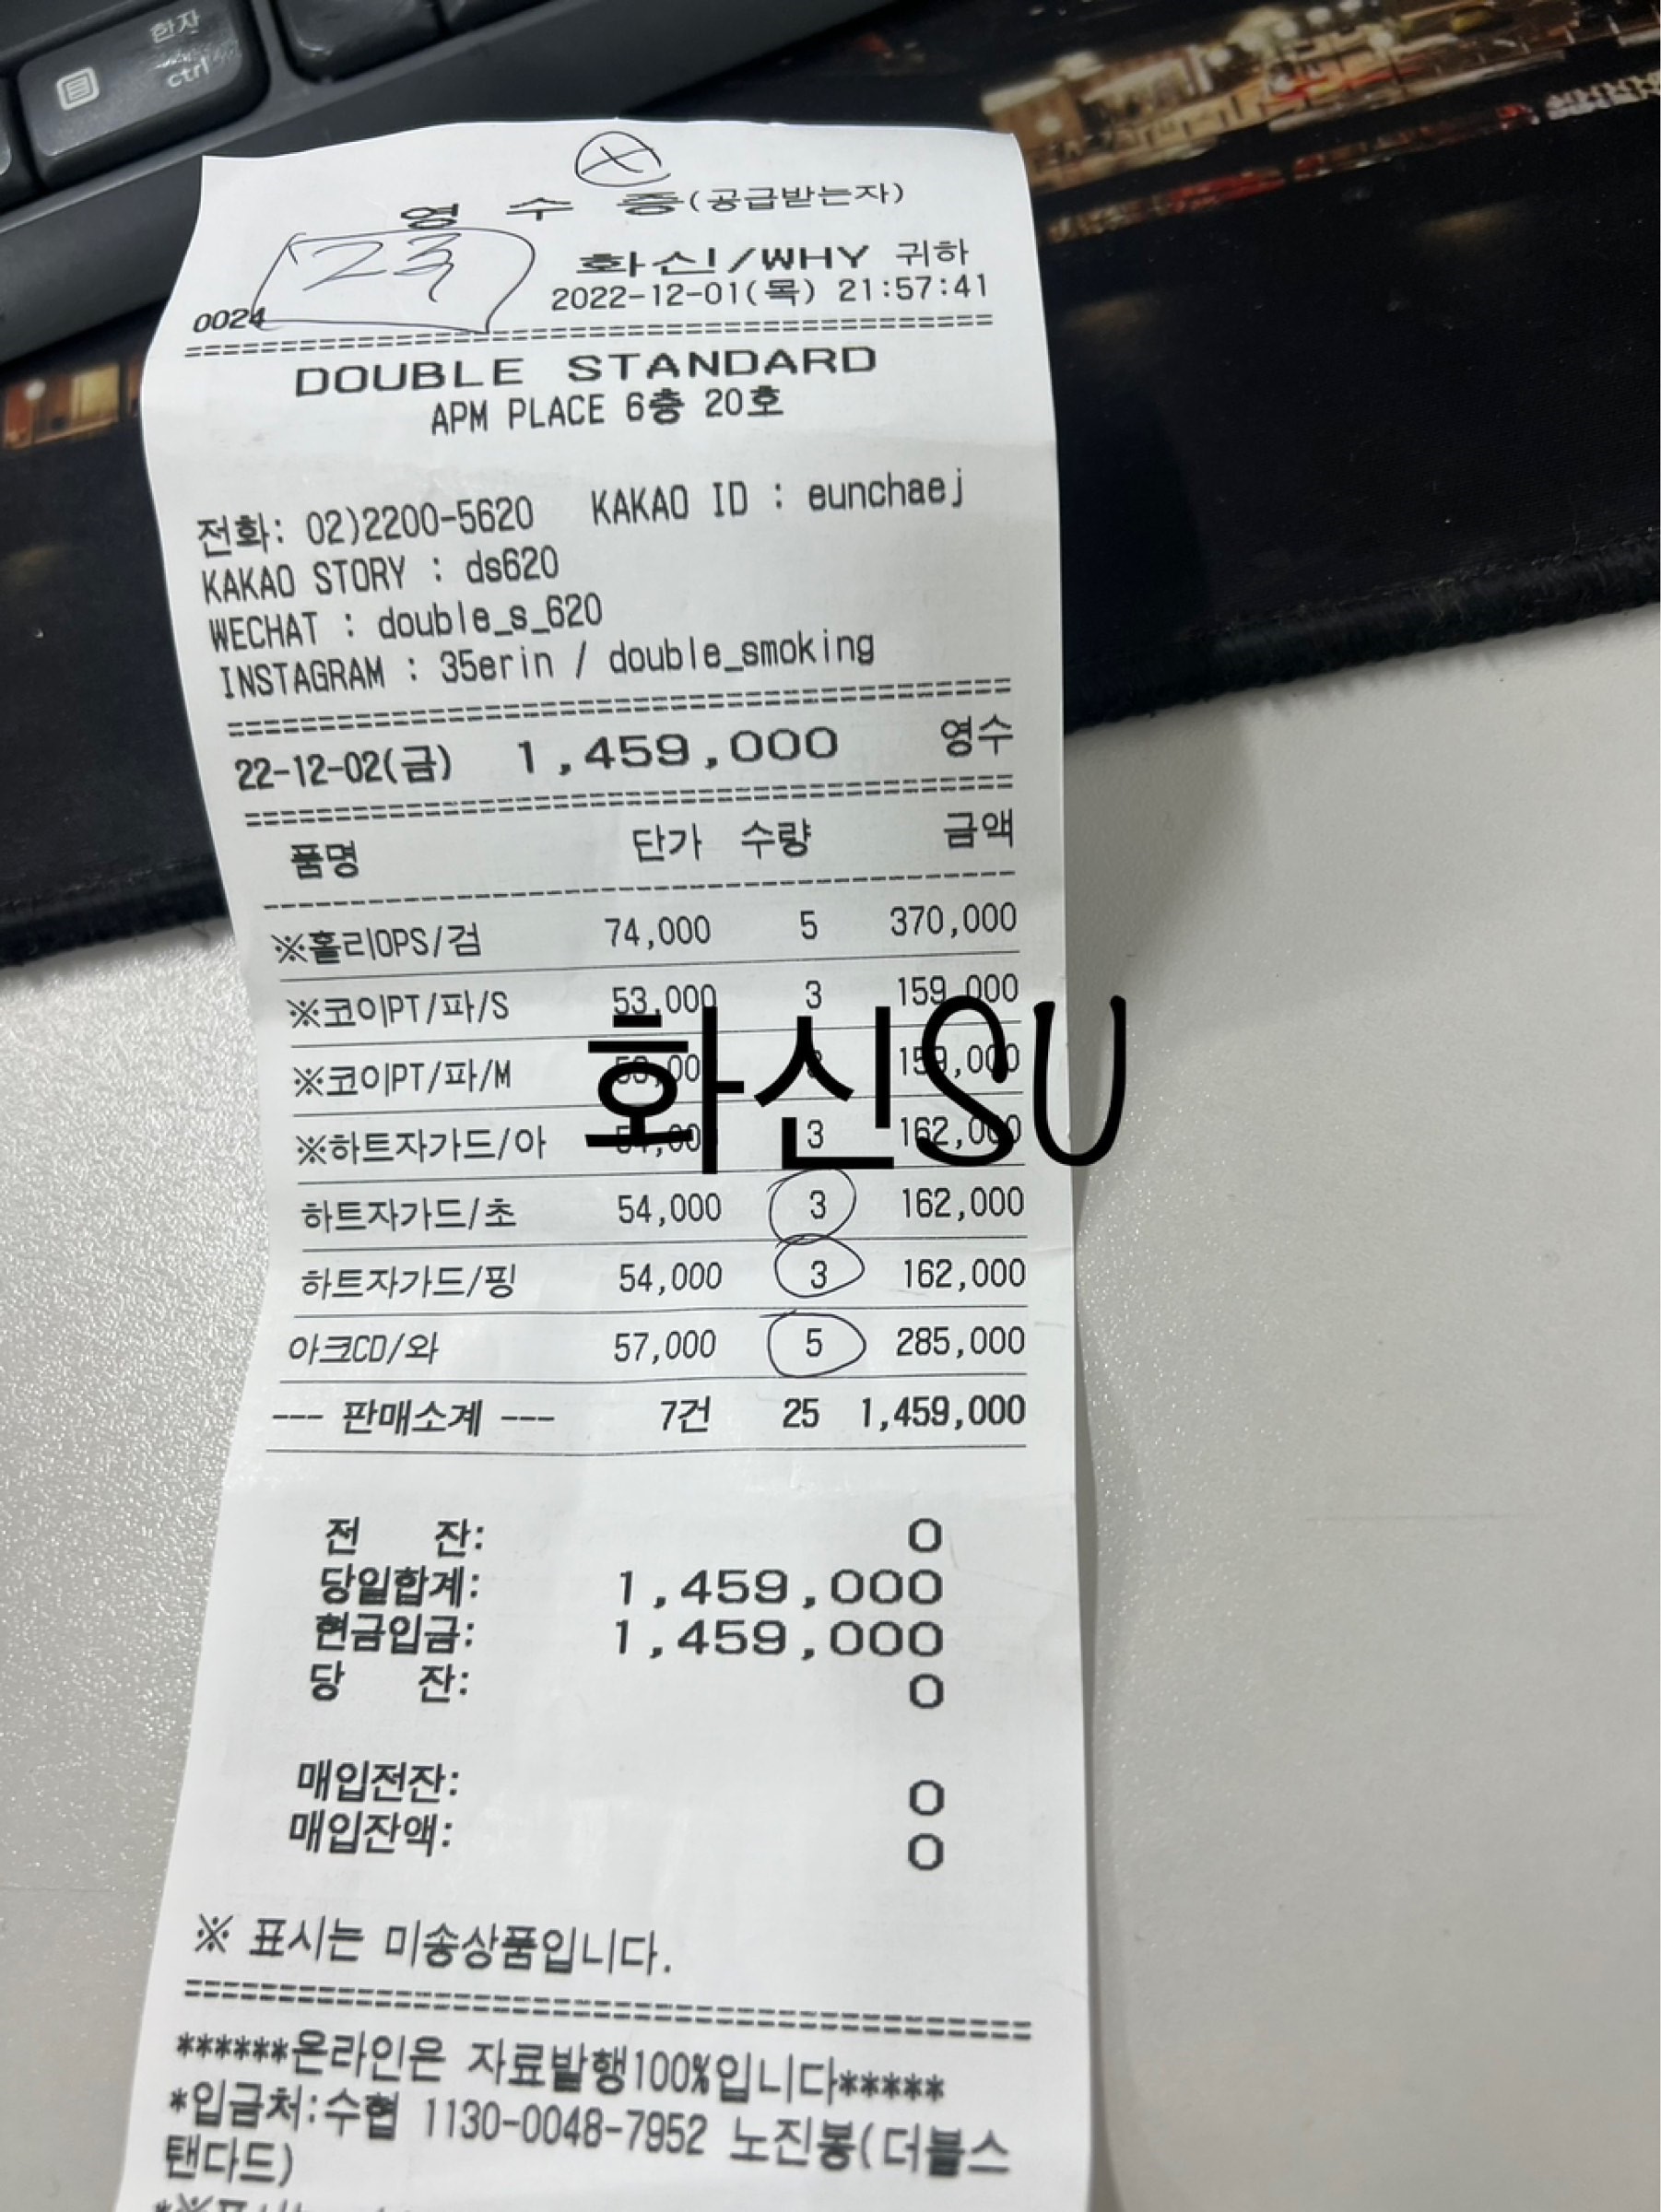 한자
ctrl
영 수 증(공급받는자)
화신/WHY 귀하
0024 2022-12-01(목) 21:57:41
========================================
DOUBLE STANDARD
APM PLACE 6층 20호
전화: 02)2200-5620 KAKAO ID : eunchaej
KAKAO STORY : ds620
WECHAT : double_s_620
INSTAGRAM : 35erin / double_smoking
========================================
22-12-02(금) 1,459,000 영수
========================================
품명 단가 수량 금액
----------------------------------------
※홀리OPS/검 74,000 5 370,000
※코이PT/파/S 53,000 3 159,000
※코이PT/파/M 53,000 159,000
화신SU
※하트자가드/아 3 162,000
하트자가드/초 54,000 3 162,000
하트자가드/핑 54,000 3 162,000
아크CD/와 57,000 5 285,000
--- 판매소계 --- 7건 25 1,459,000
전 잔: 0
당일합계: 1,459,000
현금입금: 1,459,000
당 잔: 0
매입전잔: 0
매입잔액: 0
※ 표시는 미송상품입니다.
========================================
******온라인은 자료발행100%입니다*****
*입금처:수협 1130-0048-7952 노진봉(더블스
탠다드)